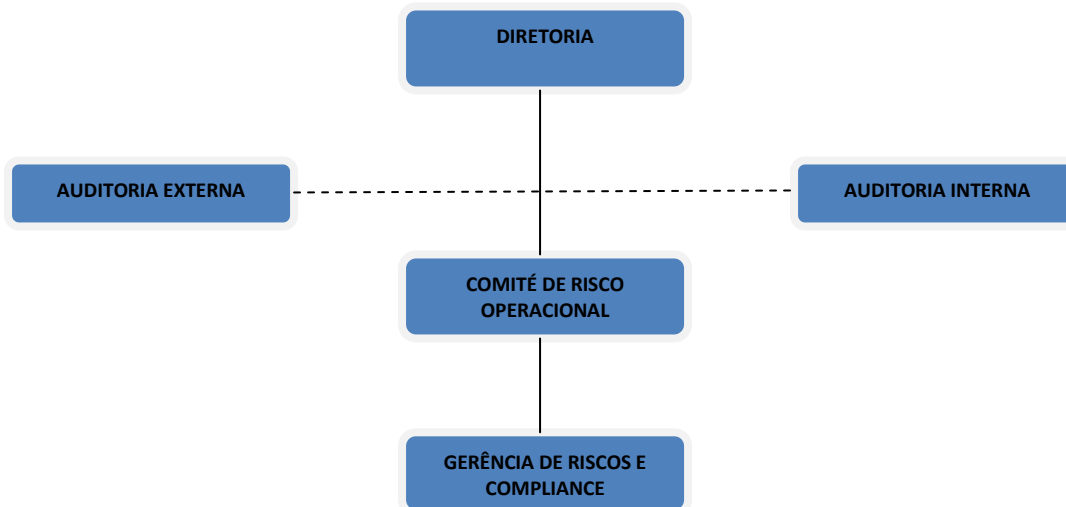 DIRETORIA
AUDITORIA EXTERNA
AUDITORIA INTERNA
COMITÉ DE RISCO
OPERACIONAL
GERÊNCIA DE RISCOS E
COMPLIANCE